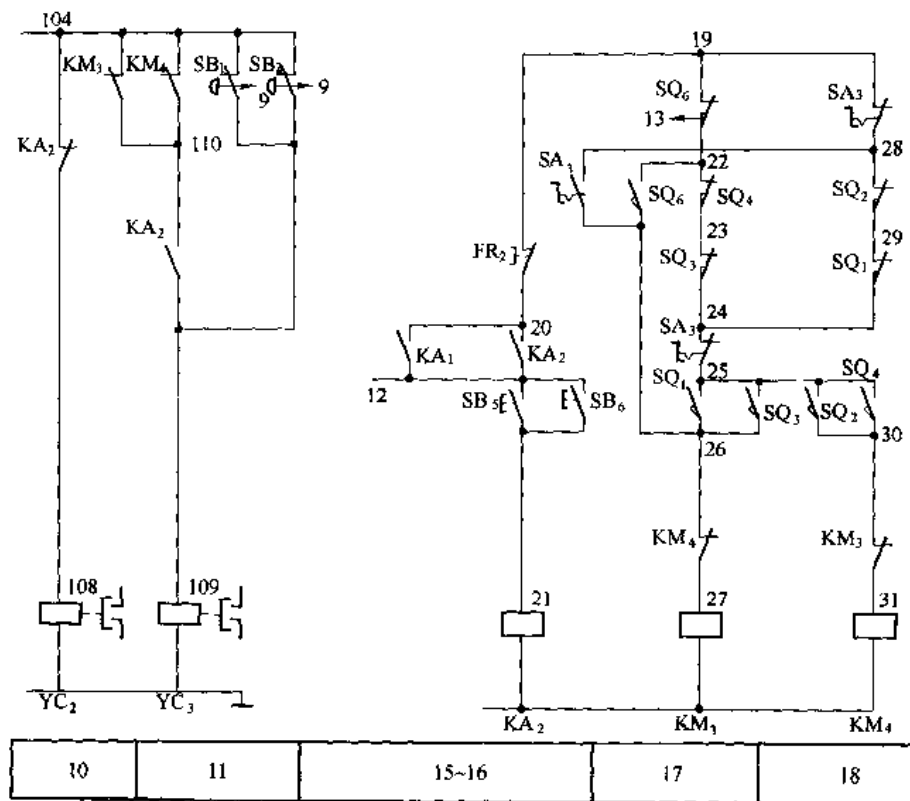 104
19
KM₃ KM₄ SB₁ SB₂
9 9
SQ₆
SA₃
13
110
KA₂
SA₃
22
28
SQ₆
SQ₄
SQ₂
KA₂
23
29
FR₂
SQ₃
SQ₁
20
24
SA₃
KA₁
KA₂
25
SQ₄
12
SQ₁
SB₅
SB₆
SQ₃
SQ₂
30
26
KM₄
KM₃
108
109
21
27
31
YC₂
YC₃
KA₂
KM₃
KM₄
10 11 15~16 17 18